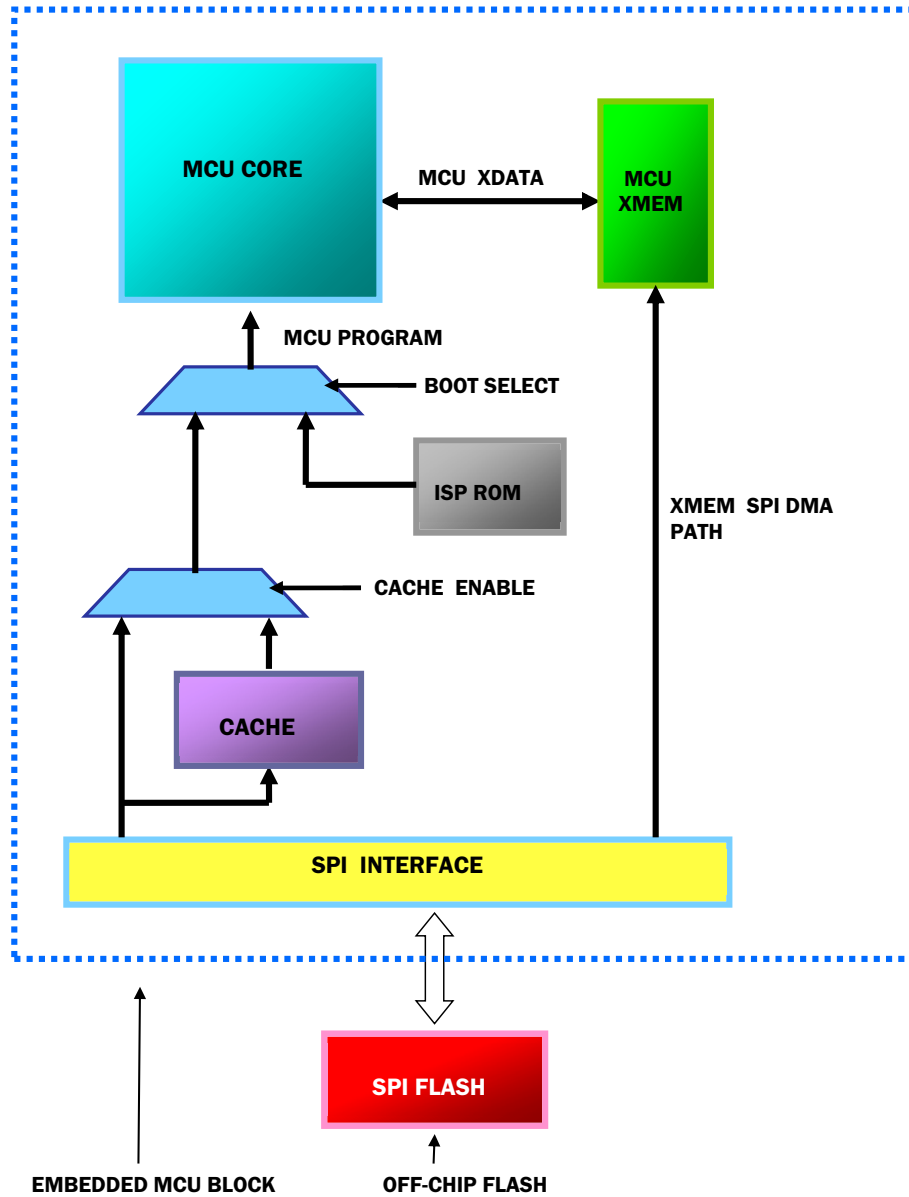 MCU CORE
MCU XDATA
MCU
XMEM
MCU PROGRAM
BOOT SELECT
ISP ROM
XMEM SPI DMA
PATH
CACHE ENABLE
CACHE
SPI INTERFACE
SPI FLASH
EMBEDDED MCU BLOCK
OFF-CHIP FLASH